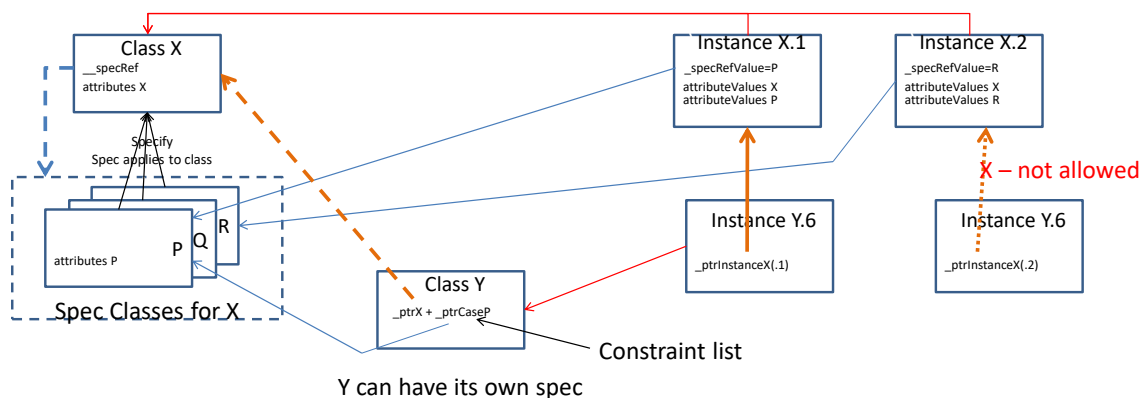 Class X
__specRef
attributes X
Specify
Spec applies to class
attributes P
P
Q
R
Spec Classes for X
Class Y
_ptrX + _ptrCaseP
Constraint list
Y can have its own spec
Instance X.1
_specRefValue=P
attributeValues X
attributeValues P
Instance X.2
_specRefValue=R
attributeValues X
attributeValues R
X – not allowed
Instance Y.6
_ptrInstanceX(.1)
Instance Y.6
_ptrInstanceX(.2)